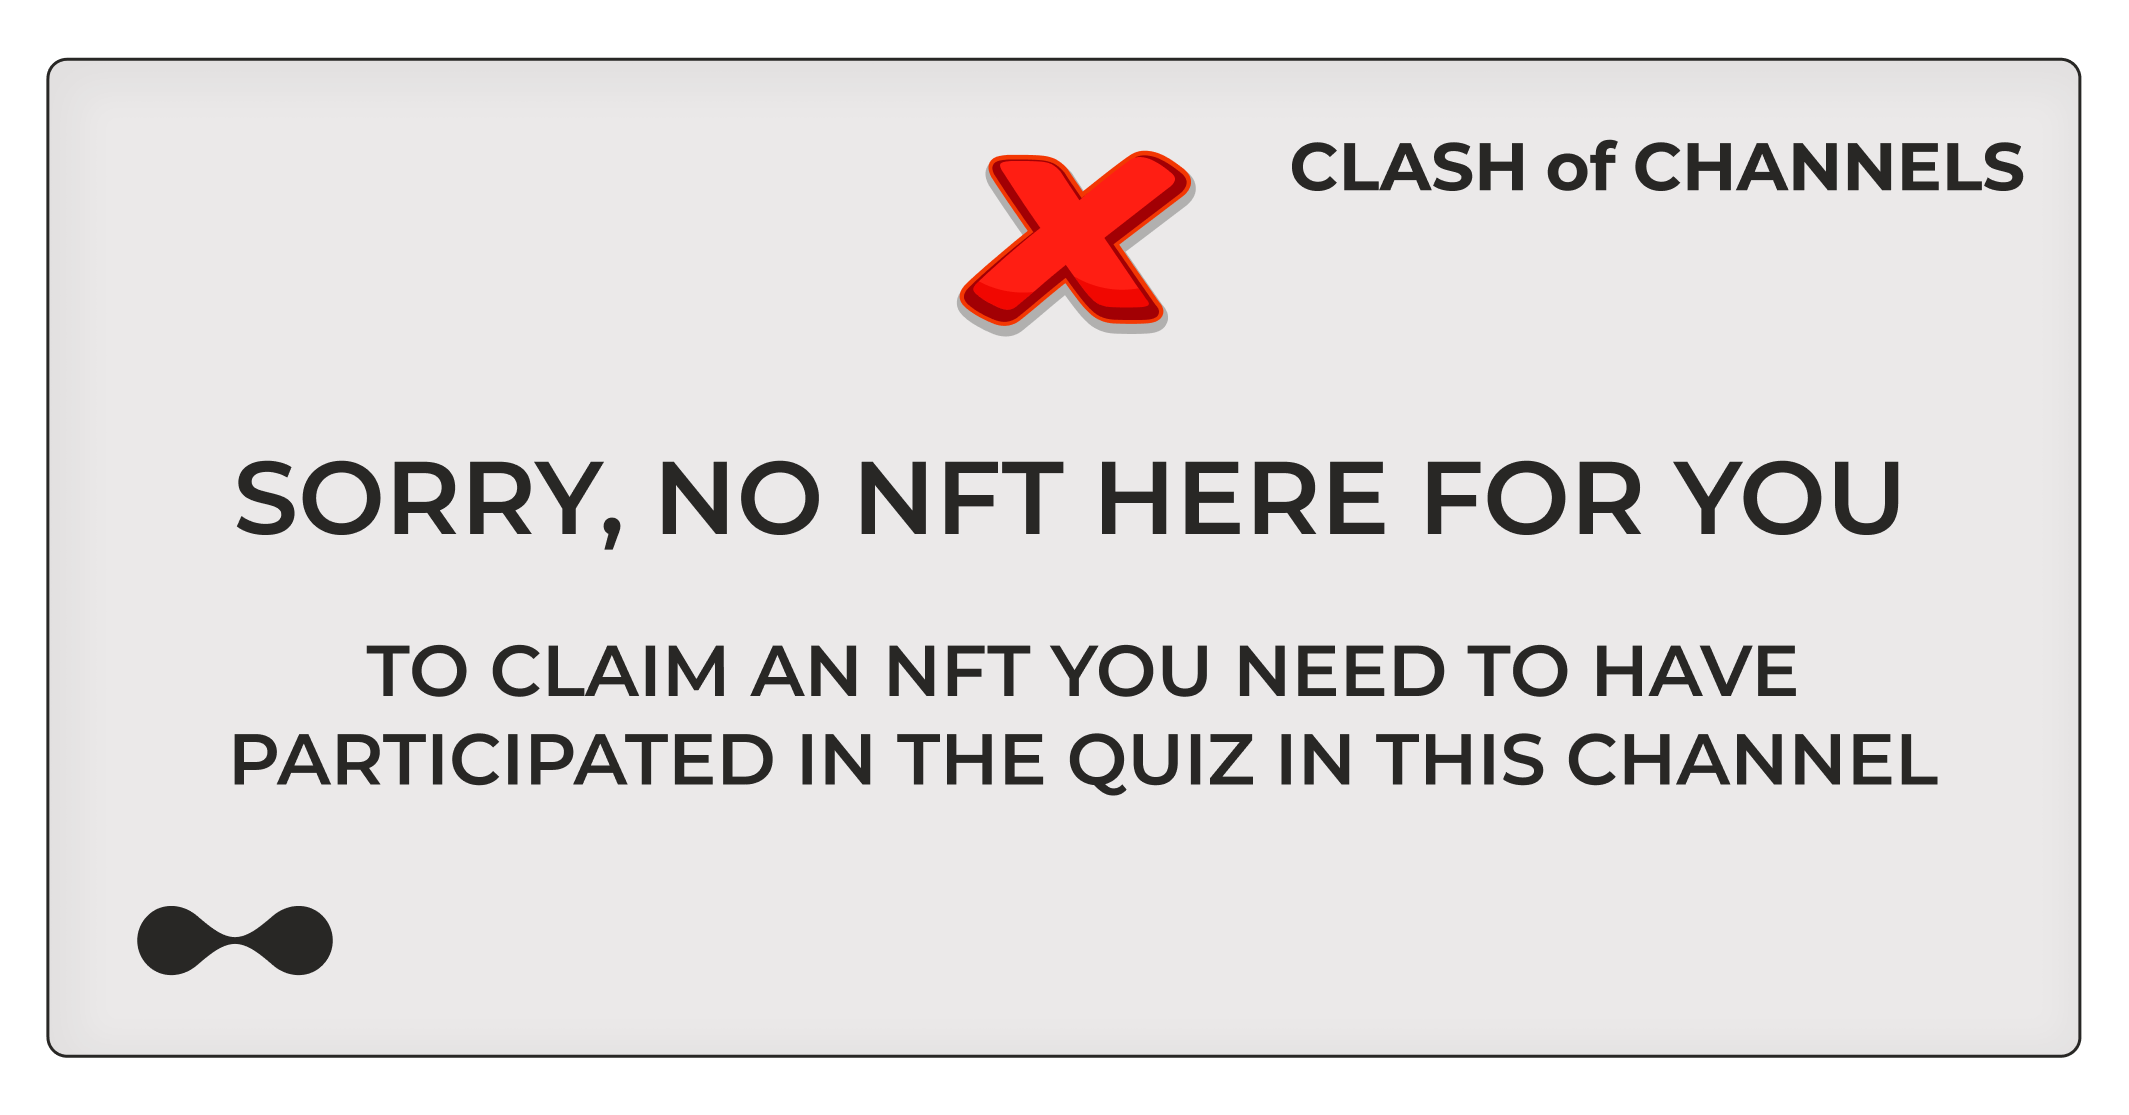 CLASH of CHANNELS
SORRY, NO NFT HERE FOR YOU
TO CLAIM AN NFT YOU NEED TO HAVE
PARTICIPATED IN THE QUIZ IN THIS CHANNEL